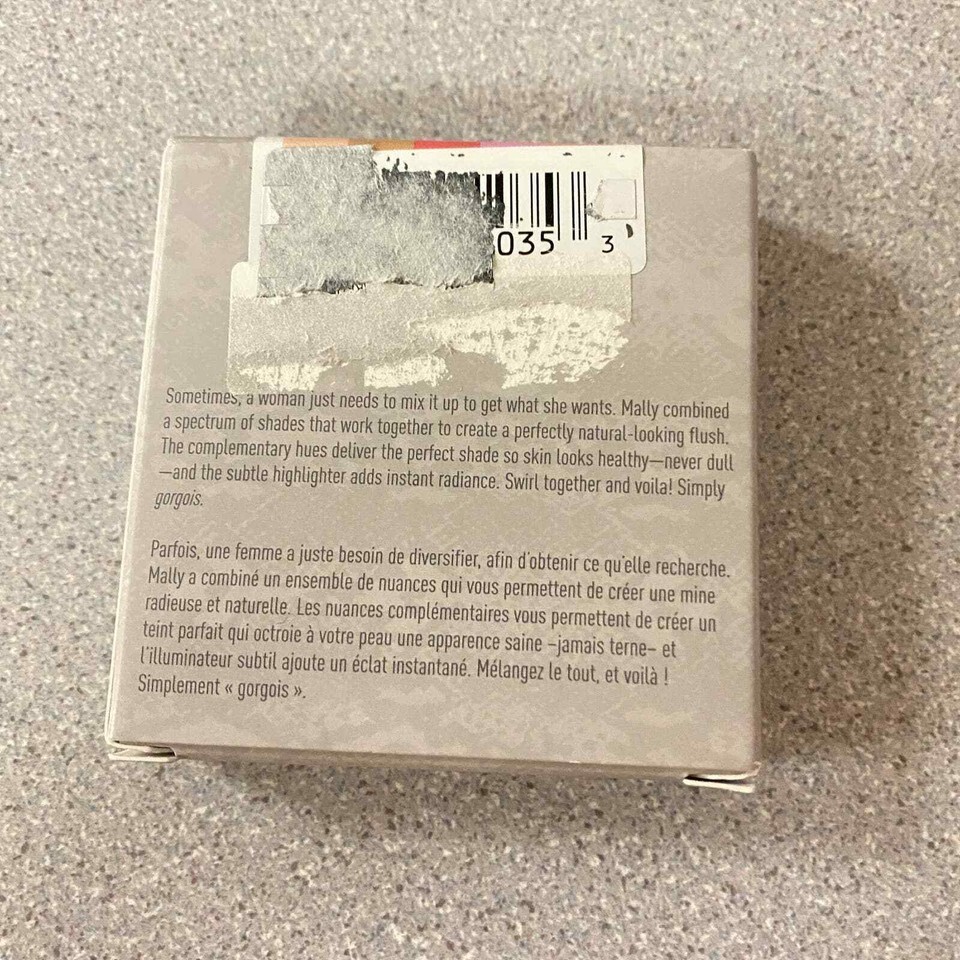 035
3
Sometimes, a woman just needs to mix it up to get what she wants. Mally combined
a spectrum of shades that work together to create a perfectly natural-looking flush.
The complementary hues deliver the perfect shade so skin looks healthy—never dull
—and the subtle highlighter adds instant radiance. Swirl together and voila! Simply
gorgois.
Parfois, une femme a juste besoin de diversifier, afin d'obtenir ce qu'elle recherche.
Mally a combiné un ensemble de nuances qui vous permettent de créer une mine
radieuse et naturelle. Les nuances complémentaires vous permettent de créer un
teint parfait qui octroie à votre peau une apparence saine –jamais terne– et
l'illuminateur subtil ajoute un éclat instantané. Mélangez le tout, et voilà !
Simplement « gorgois ».